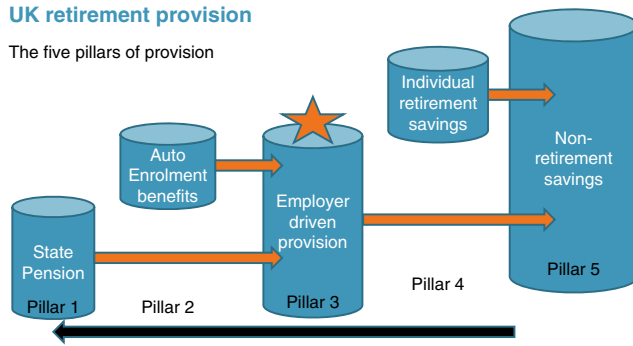 UK retirement provision
The five pillars of provision
State
Pension
Pillar 1
Auto
Enrolment
benefits
Pillar 2
Employer
driven
provision
Pillar 3
Individual
retirement
savings
Pillar 4
Non-
retirement
savings
Pillar 5